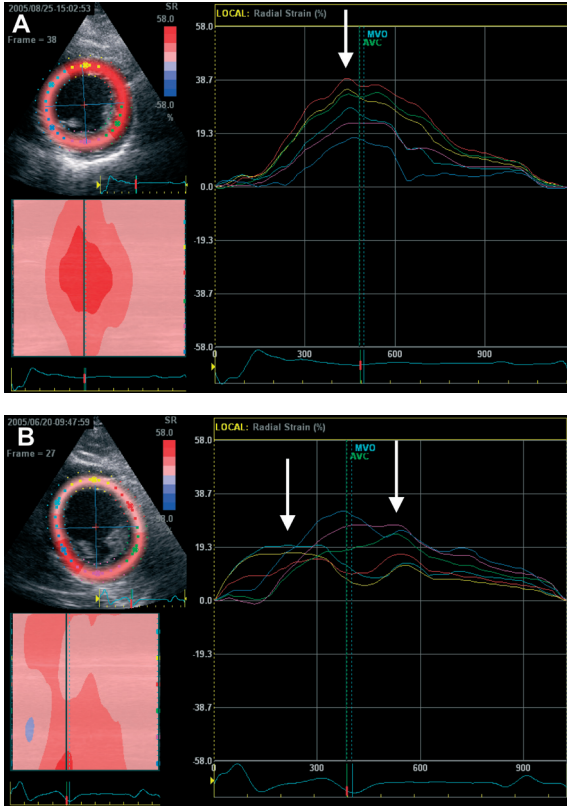 A
2005/08/25-15:02:53
Frame = 38
SR
58.0
58.0
%
LOCAL: Radial Strain (%)
MVO
AVC
58.0
38.7
19.3
0.0
19.3
38.7
58.0
0
300
600
900
B
2005/06/20-09:47:59
Frame = 27
SR
58.0
58.0
%
LOCAL: Radial Strain (%)
MVO
AVC
58.0
38.7
19.3
0.0
-19.3
-38.7
-58.0
0
300
600
900